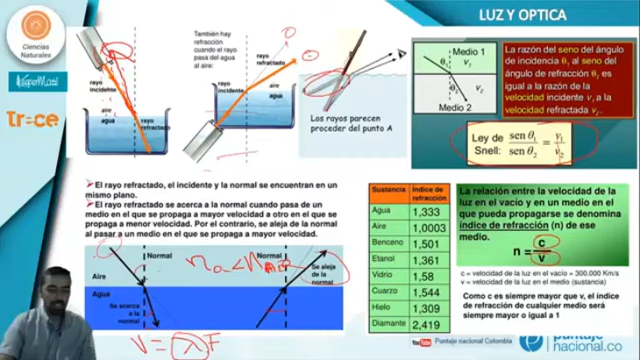 LUZ Y OPTICA
Ciencias
Naturales
SuperMazi
Tr=ce
También hay
refracción
cuando el rayo
pasa del agua
al aire:
rayo
incidente
aire
agua
rayo
refractado
rayo
refractado
rayo
incidente
aire
agua
Los rayos parecen
proceder del punto A
Medio 1
θ₁
v₁
θ₂
v₂
Medio 2
La razón del seno del ángulo
de incidencia θ₁ al seno del
ángulo de refracción θ₂ es
igual a la razón de la
velocidad incidente v₁ a la
velocidad refractada v₂.
Ley de
Snell:
sen θ₁ / sen θ₂ = v₁ / v₂
El rayo refractado, el incidente y la normal se encuentran en un
mismo plano.
El rayo refractado se acerca a la normal cuando pasa de un
medio en el que se propaga a mayor velocidad a otro en el que se
propaga a menor velocidad. Por el contrario, se aleja de la normal
al pasar a un medio en el que se propaga a mayor velocidad.
Normal
Normal
Aire
Agua
Se acerca
a la
normal
Se aleja
de la
normal
V = λ F
Sustancia Índice de refracción
Agua 1,333
Aire 1,0003
Benceno 1,501
Etanol 1,361
Vidrio 1,58
Cuarzo 1,544
Hielo 1,309
Diamante 2,419
La relación entre la velocidad de la
luz en el vacío y en un medio en el
que pueda propagarse se denomina
índice de refracción (n) de ese
medio.
n = c / v
c = velocidad de la luz en el vacío = 300.000 Km/s
v = velocidad de la luz en el medio (sustancia)
Como c es siempre mayor que v, el índice
de refracción de cualquier medio será
siempre mayor o igual a 1
Puntaje nacional Colombia
puntaje
nacional.co